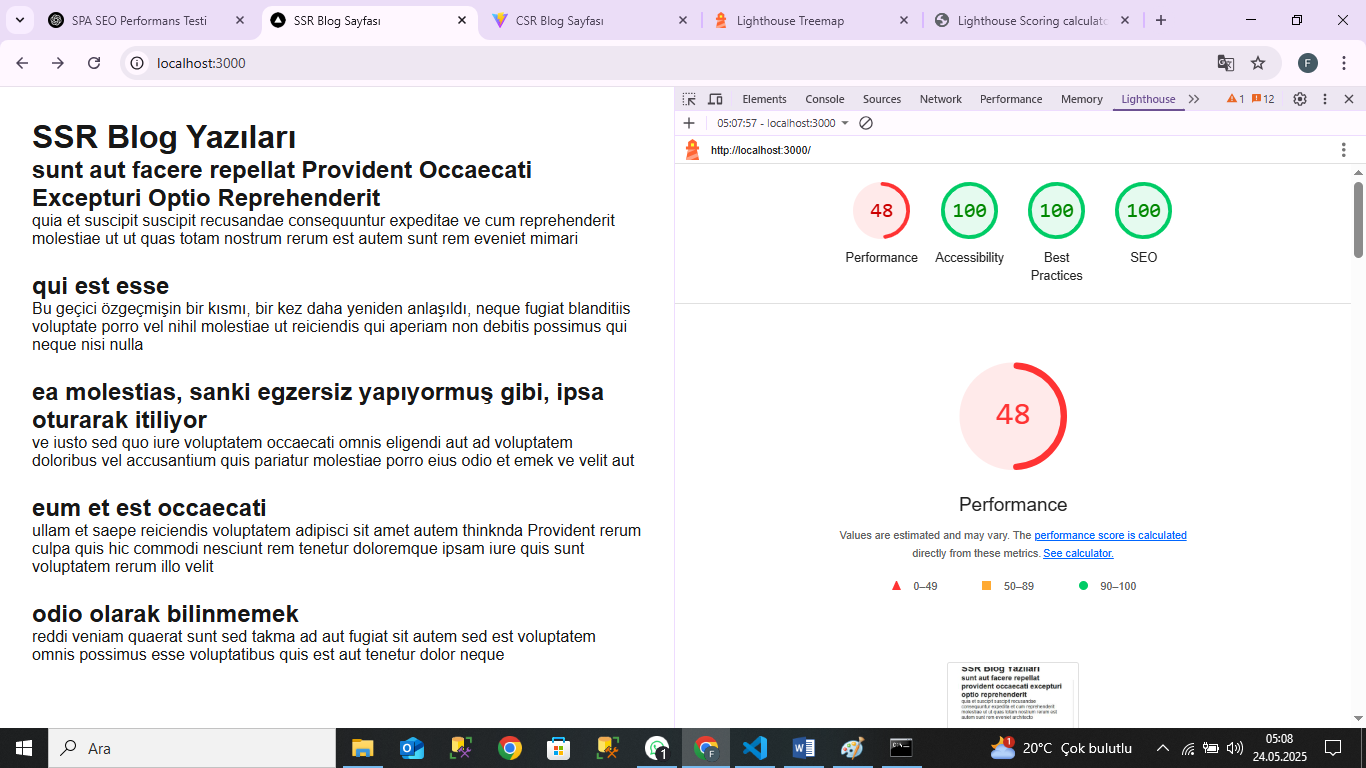 SPA SEO Performans Testi
SSR Blog Sayfası
CSR Blog Sayfası
Lighthouse Treemap
Lighthouse Scoring calculato
localhost:3000
F
SSR Blog Yazıları
sunt aut facere repellat Provident Occaecati
Excepturi Optio Reprehenderit
quia et suscipit suscipit recusandae consequuntur expeditae ve cum reprehenderit
molestiae ut ut quas totam nostrum rerum est autem sunt rem eveniet mimari
qui est esse
Bu geçici özgeçmişin bir kısmı, bir kez daha yeniden anlaşıldı, neque fugiat blanditiis
voluptate porro vel nihil molestiae ut reiciendis qui aperiam non debitis possimus qui
neque nisi nulla
ea molestias, sanki egzersiz yapıyormuş gibi, ipsa
oturarak itiliyor
ve iusto sed quo iure voluptatem occaecati omnis eligendi aut ad voluptatem
doloribus vel accusantium quis pariatur molestiae porro eius odio et emek ve velit aut
eum et est occaecati
ullam et saepe reiciendis voluptatem adipisci sit amet autem thinknda Provident rerum
culpa quis hic commodi nesciunt rem tenetur doloremque ipsam iure quis sunt
voluptatem rerum illo velit
odio olarak bilinmemek
reddi veniam quaerat sunt sed takma ad aut fugiat sit autem sed est voluptatem
omnis possimus esse voluptatibus quis est aut tenetur dolor neque
Elements Console Sources Network Performance Memory Lighthouse 1 12
05:07:57 - localhost:3000
http://localhost:3000/
48 100 100 100
Performance Accessibility Best Practices SEO
48
Performance
Values are estimated and may vary. The performance score is calculated
directly from these metrics. See calculator.
0–49 50–89 90–100
SSR Blog Yazıları
sunt aut facere repellat
provident occaecati excepturi
optio reprehenderit
quia et suscipit suscipit recusandae
consequuntur expedita et cum reprehenderit
molestiae ut ut quas totam nostrum rerum est
autem sunt rem eveniet architecto
Ara
1
1
20°C Çok bulutlu
05:08
24.05.2025